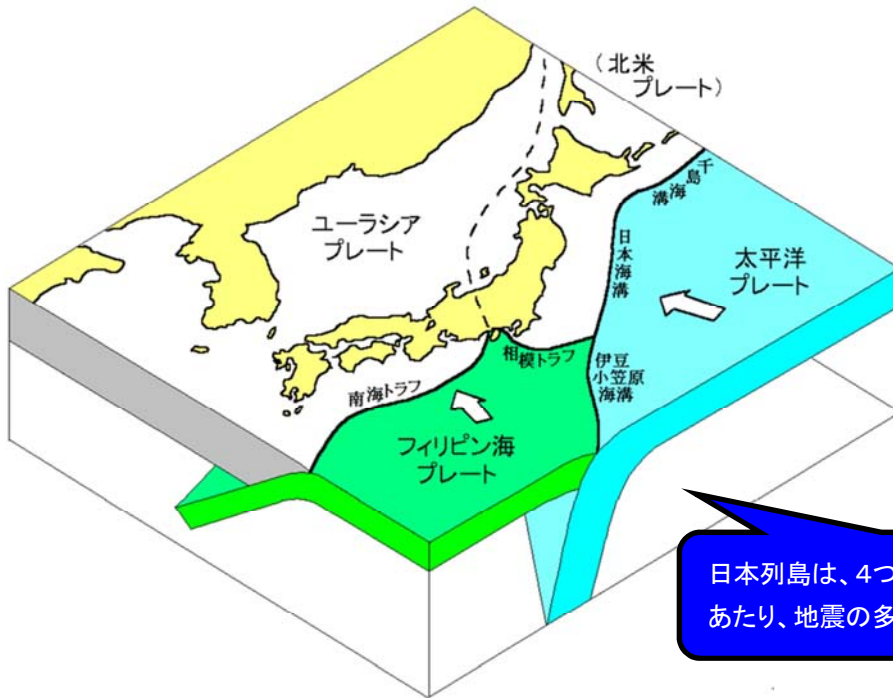 （北米
プレート）
ユーラシア
プレート
千島海溝
日本海溝
太平洋
プレート
相模トラフ
伊豆
小笠原
海溝
南海トラフ
フィリピン海
プレート
日本列島は、４つ
あたり、地震の多